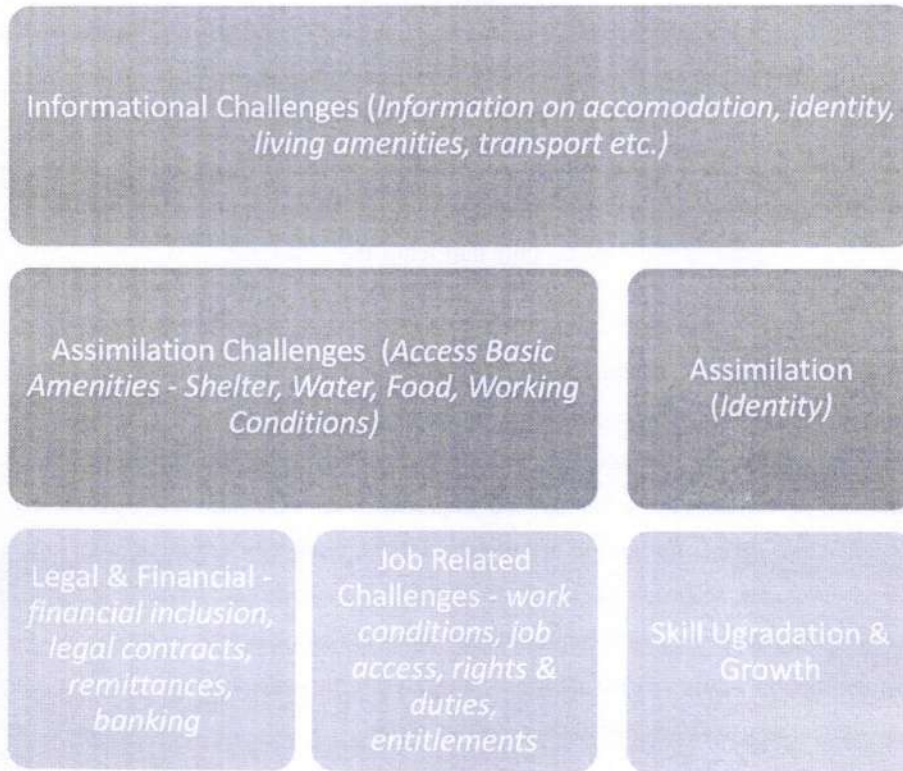 Informational Challenges (Information on accomodation, identity,
living amenities, transport etc.)
Assimilation Challenges (Access Basic
Amenities - Shelter, Water, Food, Working
Conditions)
Assimilation
(Identity)
Legal & Financial -
financial inclusion,
legal contracts,
remittances,
banking
Job Related
Challenges - work
conditions, job
access, rights &
duties,
entitlements
Skill Ugradation &
Growth